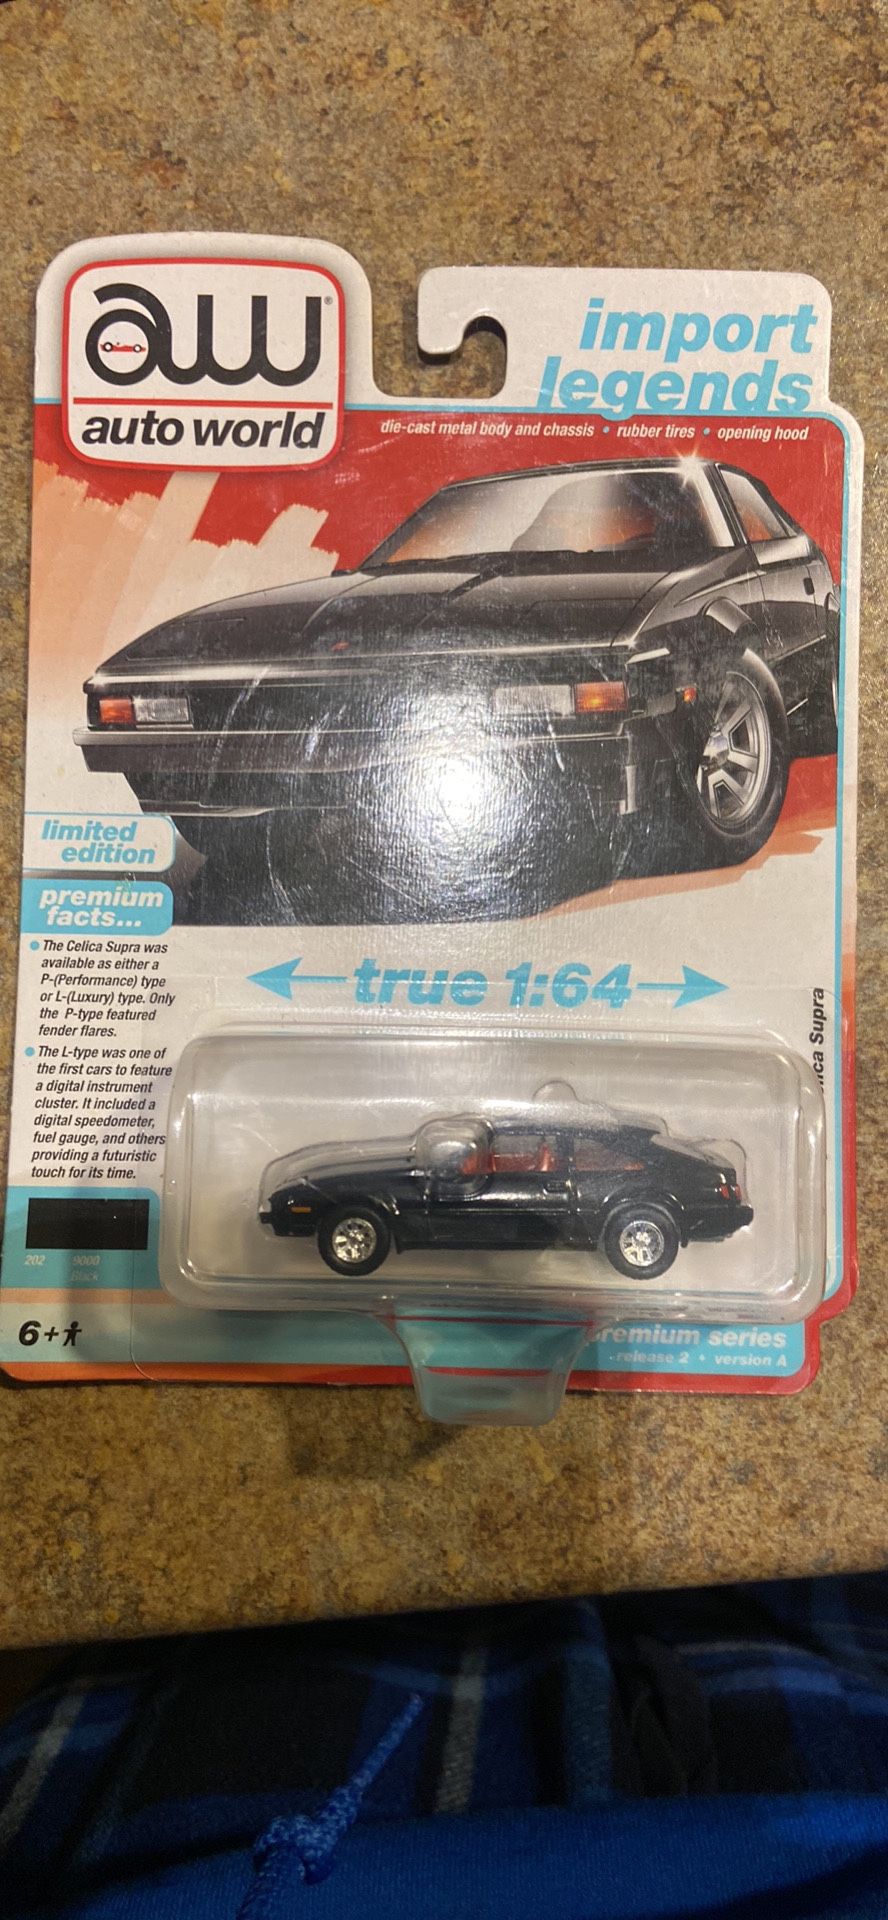 aw®
auto world
import
legends
die-cast metal body and chassis • rubber tires • opening hood
limited
edition
premium
facts...
• The Celica Supra was
available as either a
P-(Performance) type
or L-(Luxury) type. Only
the P-type featured
fender flares.
• The L-type was one of
the first cars to feature
a digital instrument
cluster. It included a
digital speedometer,
fuel gauge, and others
providing a futuristic
touch for its time.
true 1:64
Supra
202 9000
Black
6+
premium series
release 2 • version A